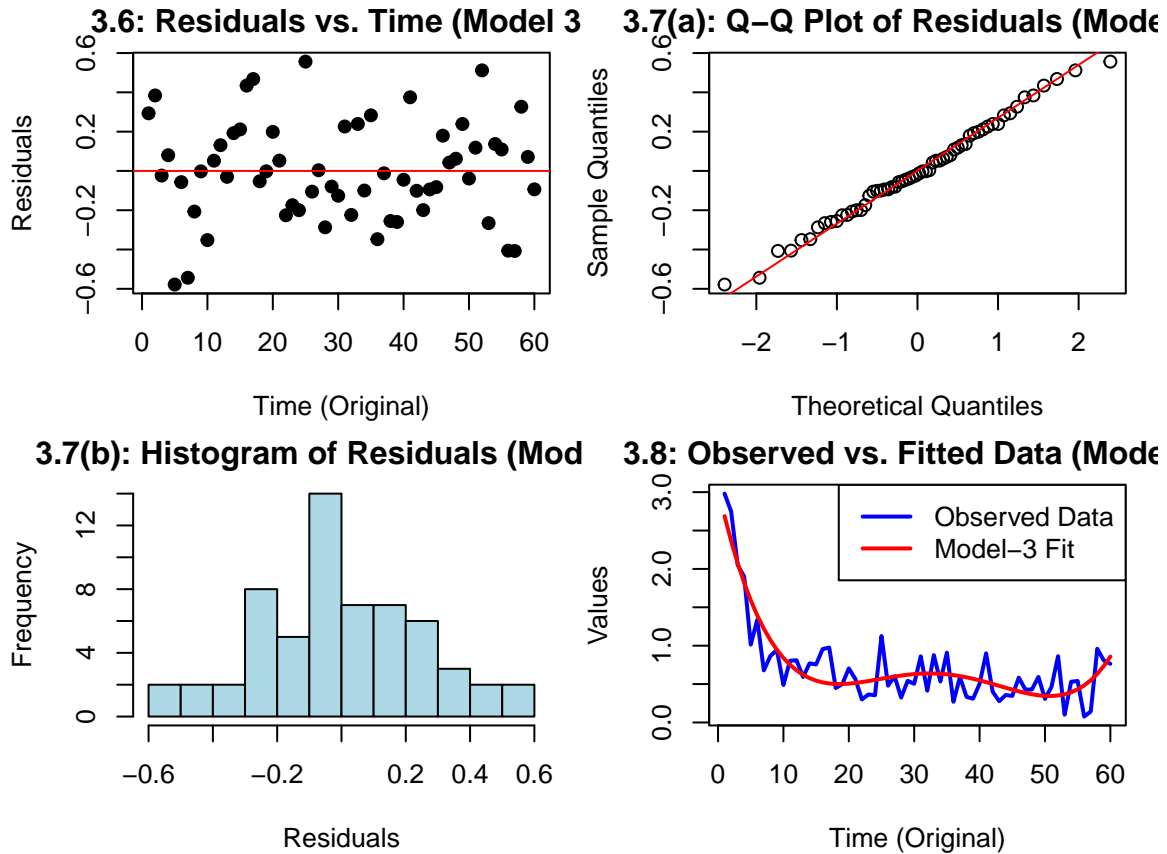 3.6: Residuals vs. Time (Model 3
Residuals
0.6
0.2
−0.2
−0.6
0 10 20 30 40 50 60
Time (Original)
3.7(a): Q−Q Plot of Residuals (Mode
Sample Quantiles
0.6
0.2
−0.2
−0.6
−2 −1 0 1 2
Theoretical Quantiles
3.7(b): Histogram of Residuals (Mod
Frequency
12
8
4
0
−0.6 −0.2 0.2 0.6
Residuals
3.8: Observed vs. Fitted Data (Mode
Values
3.0
2.0
1.0
0.0
Observed Data
Model−3 Fit
0 10 20 30 40 50 60
Time (Original)